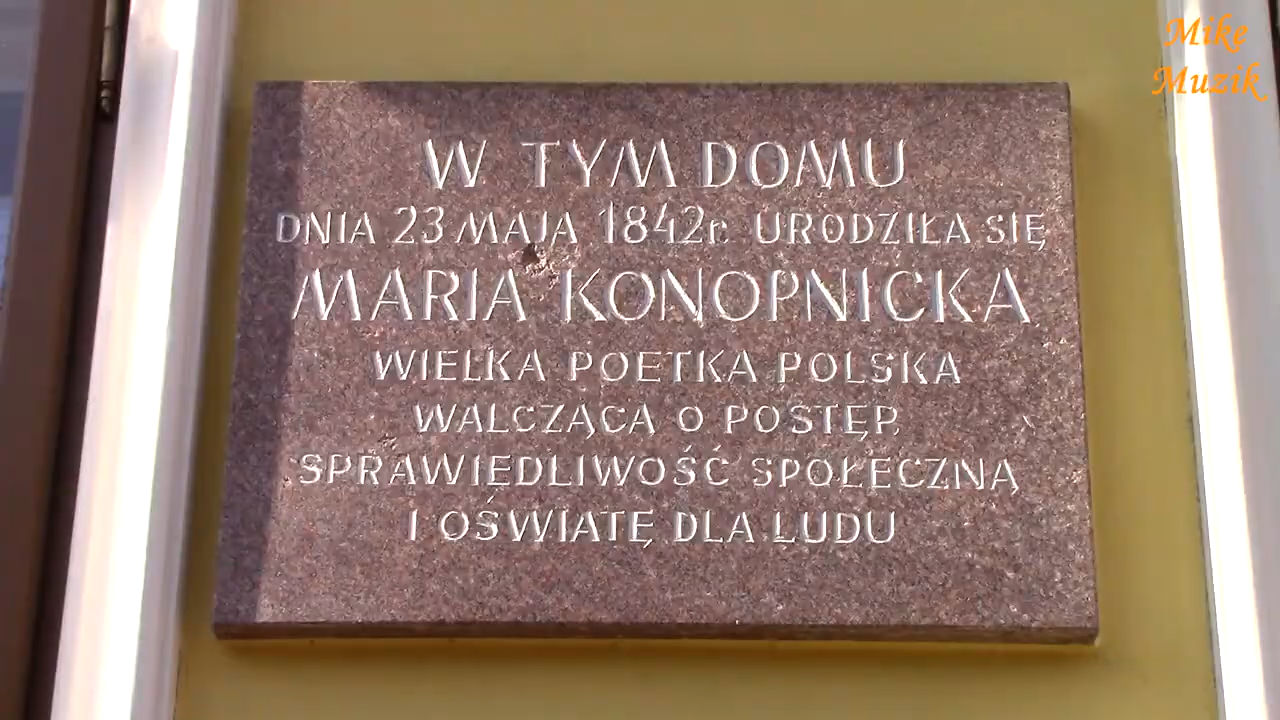 Mike
Muzik
W TYM DOMU
DNIA 23 MAJA 1842 r. URODZIŁA SIĘ
MARIA KONOPNICKA
WIELKA POETKA POLSKA
WALCZĄCA O POSTĘP,
SPRAWIEDLIWOŚĆ SPOŁECZNĄ
I OŚWIATĘ DLA LUDU